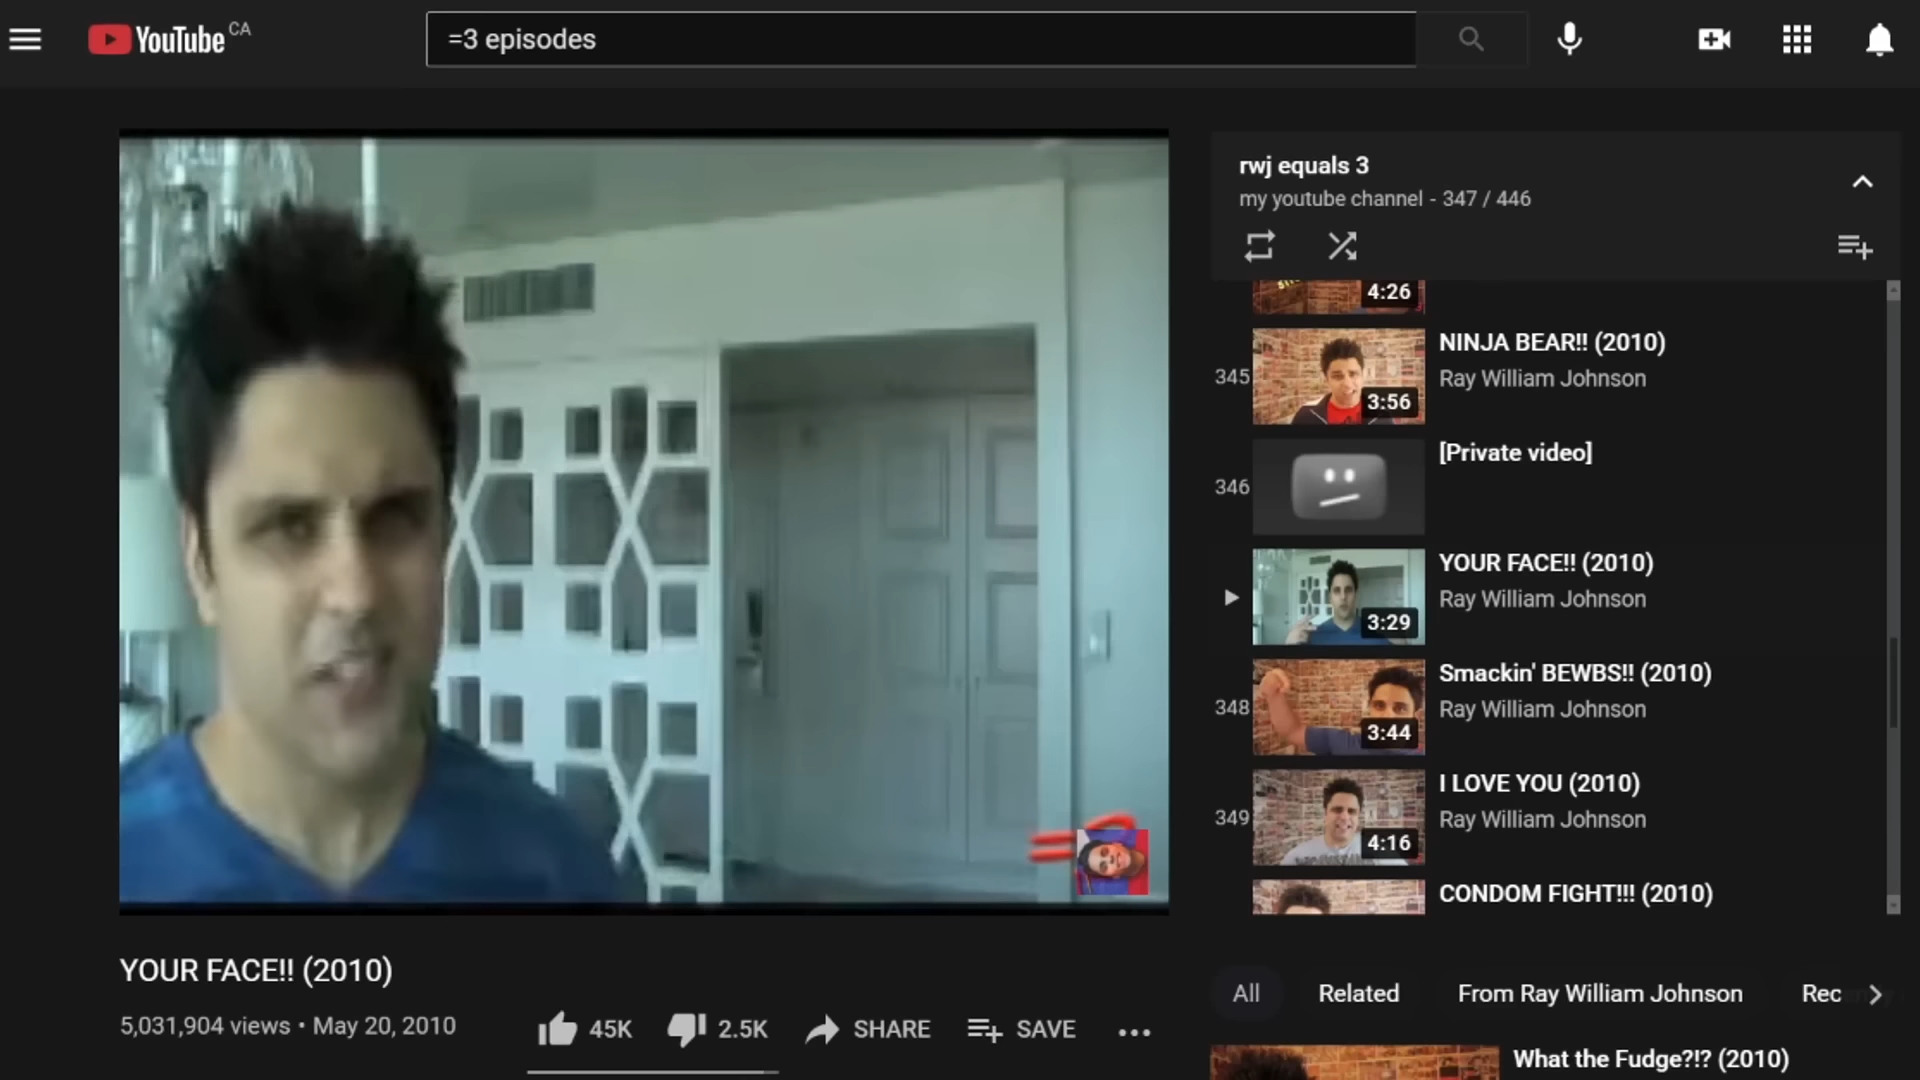 YouTube CA
=3 episodes
rwj equals 3
my youtube channel - 347 / 446
4:26
345
3:56
NINJA BEAR!! (2010)
Ray William Johnson
346
[Private video]
3:29
YOUR FACE!! (2010)
Ray William Johnson
348
3:44
Smackin' BEWBS!! (2010)
Ray William Johnson
349
4:16
I LOVE YOU (2010)
Ray William Johnson
CONDOM FIGHT!!! (2010)
YOUR FACE!! (2010)
5,031,904 views • May 20, 2010
45K
2.5K
SHARE
SAVE
All
Related
From Ray William Johnson
Rec
What the Fudge?!? (2010)